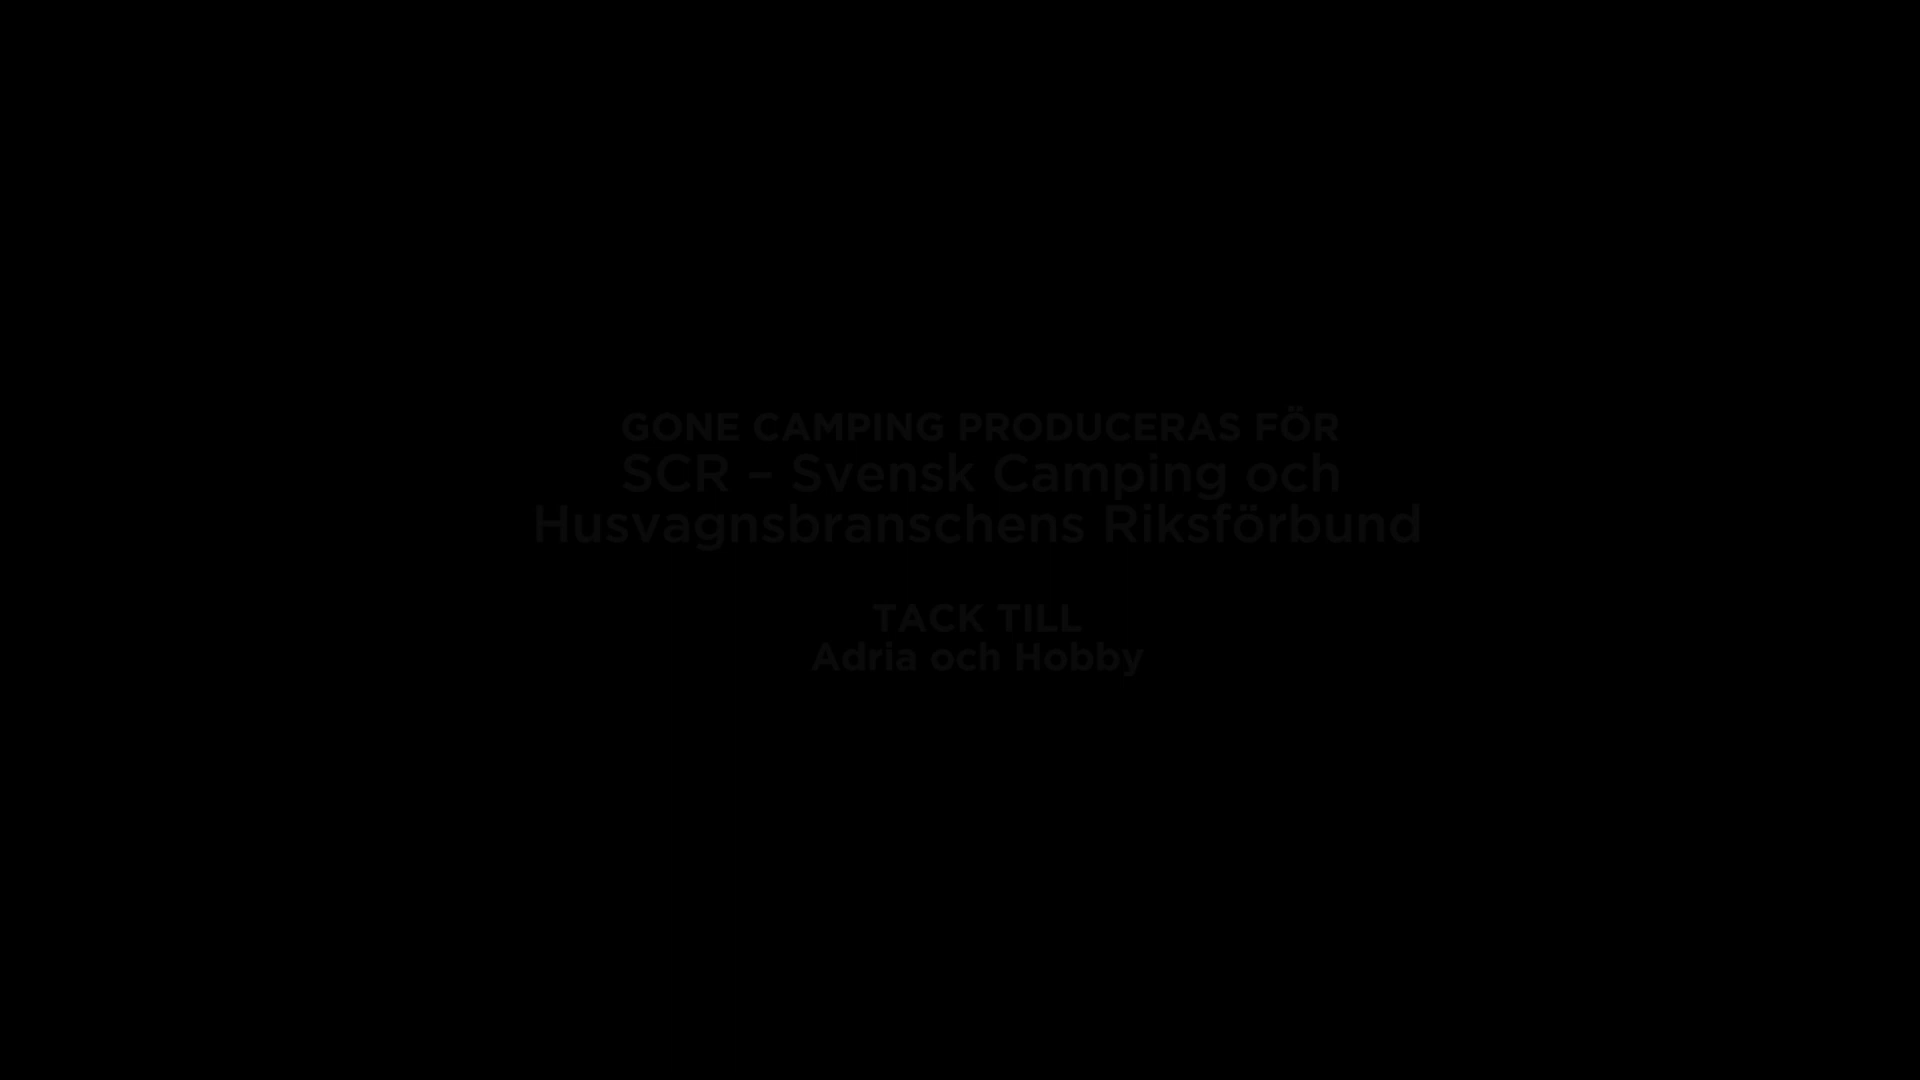 GONE CAMPING PRODUCERAS FÖR
SCR – Svensk Camping och
Husvagnsbranschens Riksförbund
TACK TILL
Adria och Hobby